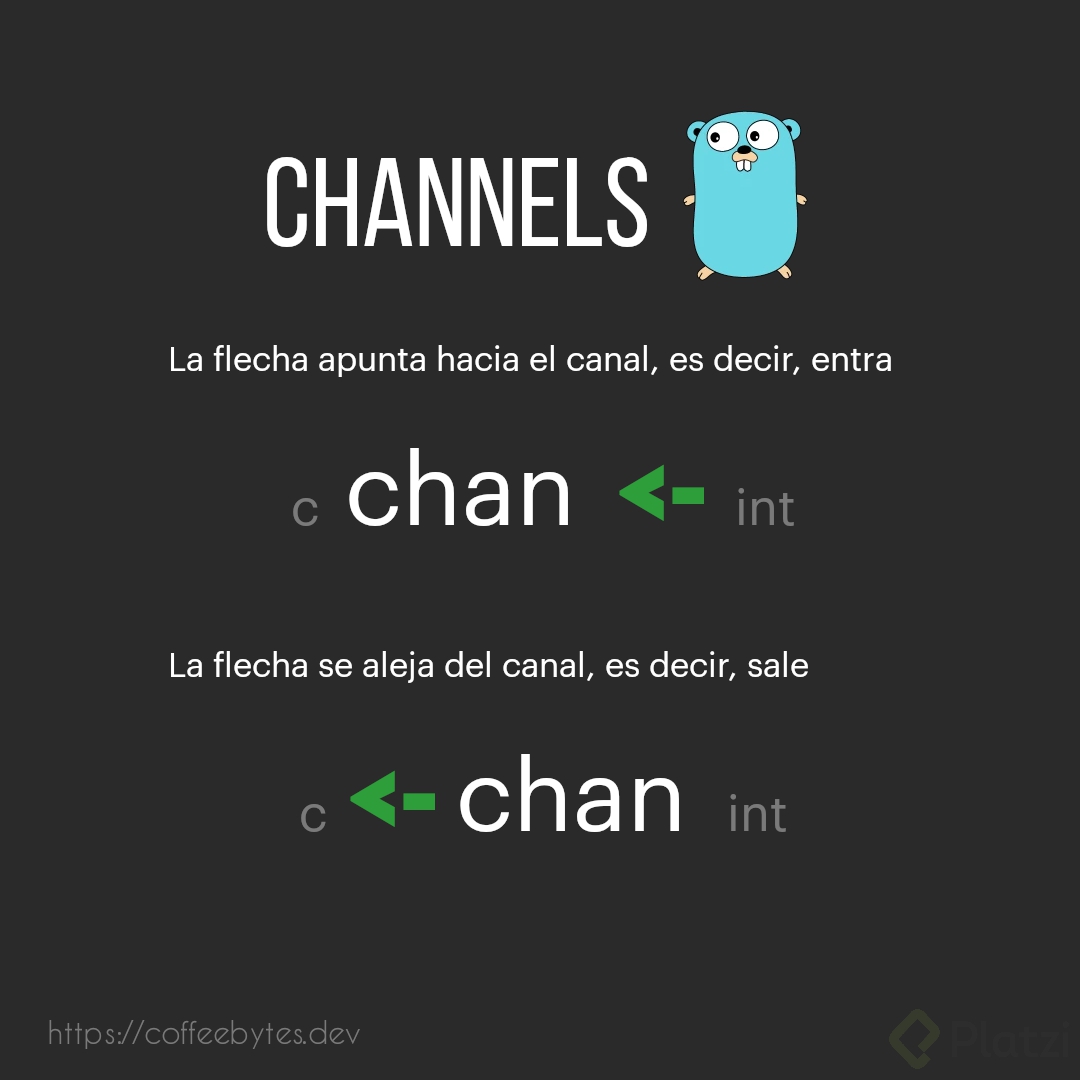 CHANNELS
La flecha apunta hacia el canal, es decir, entra
c chan <- int
La flecha se aleja del canal, es decir, sale
c <- chan int
https://coffeebytes.dev
Platzi